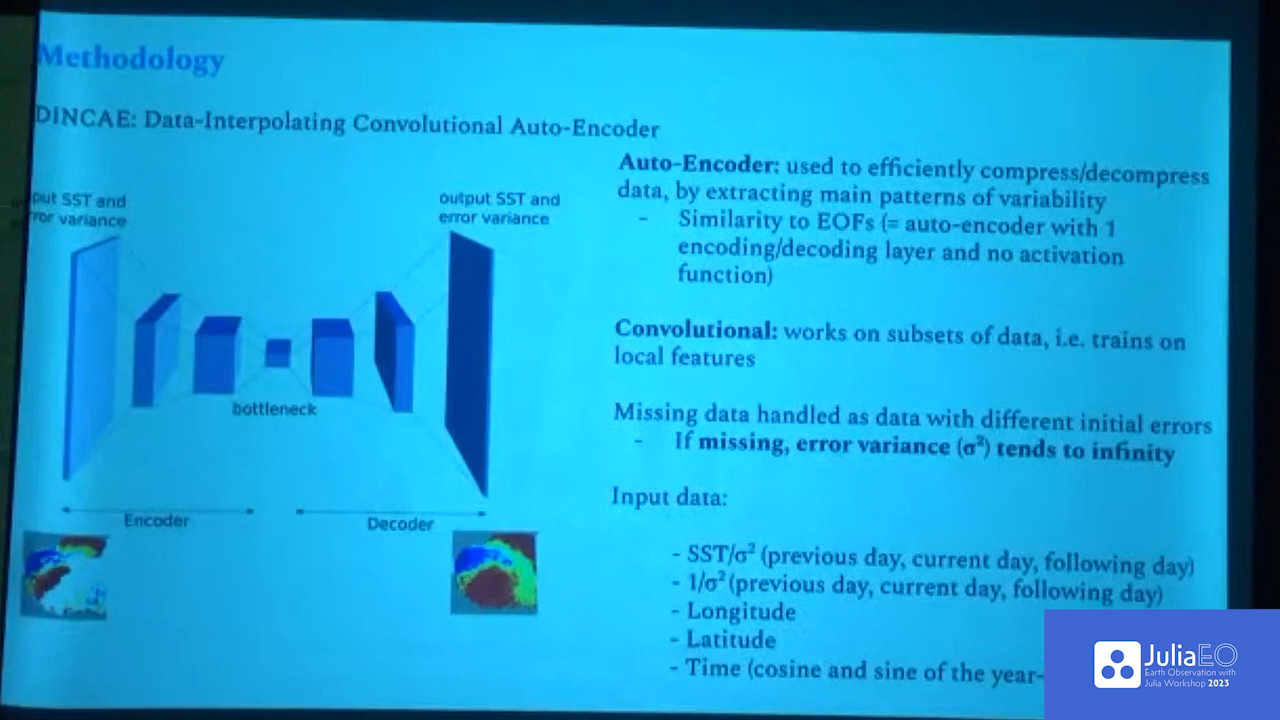 Methodology
DINCAE: Data-Interpolating Convolutional Auto-Encoder
put SST and
ror variance
output SST and
error variance
bottleneck
Encoder
Decoder
Auto-Encoder: used to efficiently compress/decompress
data, by extracting main patterns of variability
- Similarity to EOFs (= auto-encoder with 1
encoding/decoding layer and no activation
function)
Convolutional: works on subsets of data, i.e. trains on
local features
Missing data handled as data with different initial errors
- If missing, error variance (σ²) tends to infinity
Input data:
- SST/σ² (previous day, current day, following day)
- 1/σ² (previous day, current day, following day)
- Longitude
- Latitude
- Time (cosine and sine of the year-
JuliaEO
Earth Observation with
Julia Workshop 2023